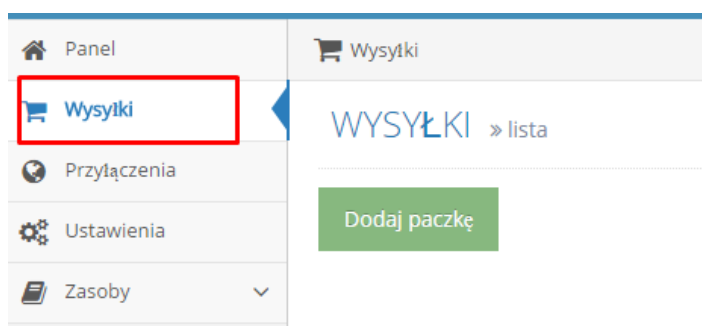 Panel
Wysyłki
Przyłączenia
Ustawienia
Zasoby
Wysyłki
WYSYŁKI » lista
Dodaj paczkę